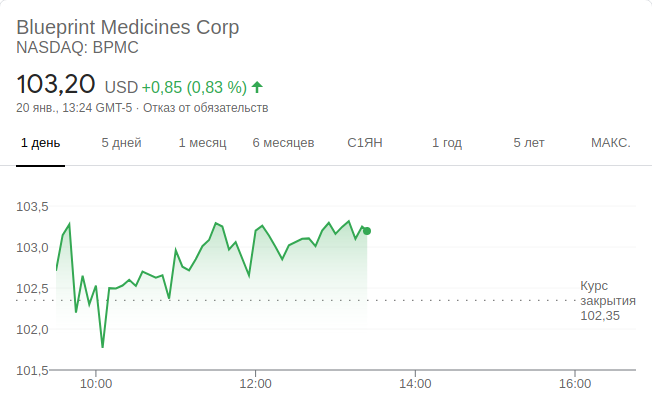 Blueprint Medicines Corp
NASDAQ: BPMC
103,20 USD +0,85 (0,83 %)
20 янв., 13:24 GMT-5 · Отказ от обязательств
1 день 5 дней 1 месяц 6 месяцев С1ЯН 1 год 5 лет МАКС.
103,5
103,0
102,5
102,0
101,5
Курс
закрытия
102,35
10:00 12:00 14:00 16:00